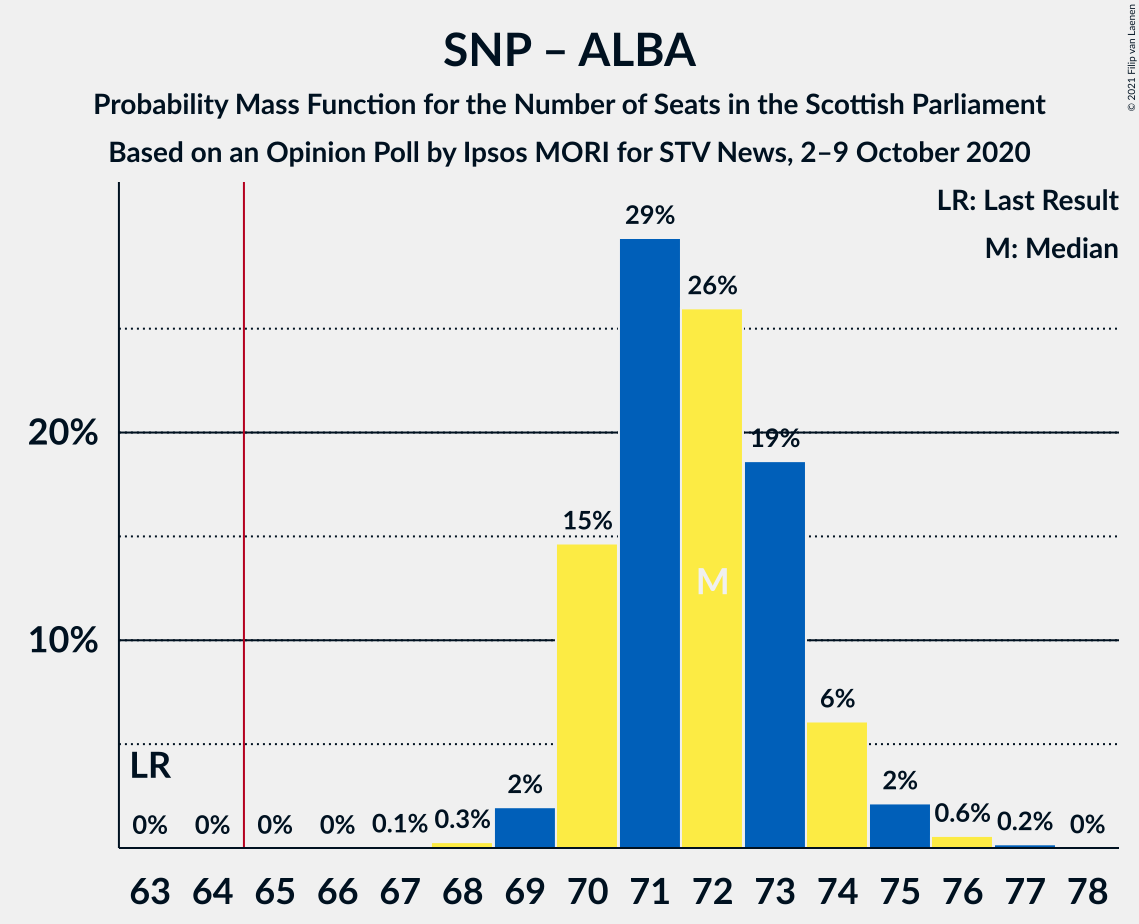 SNP – ALBA
Probability Mass Function for the Number of Seats in the Scottish Parliament
Based on an Opinion Poll by Ipsos MORI for STV News, 2–9 October 2020
© 2021 Filip van Laenen
LR: Last Result
M: Median
29%
26%
20%
19%
15%
M
10%
6%
LR
2%
2%
0% 0% 0% 0% 0.1% 0.3% 0.6% 0.2% 0%
63 64 65 66 67 68 69 70 71 72 73 74 75 76 77 78